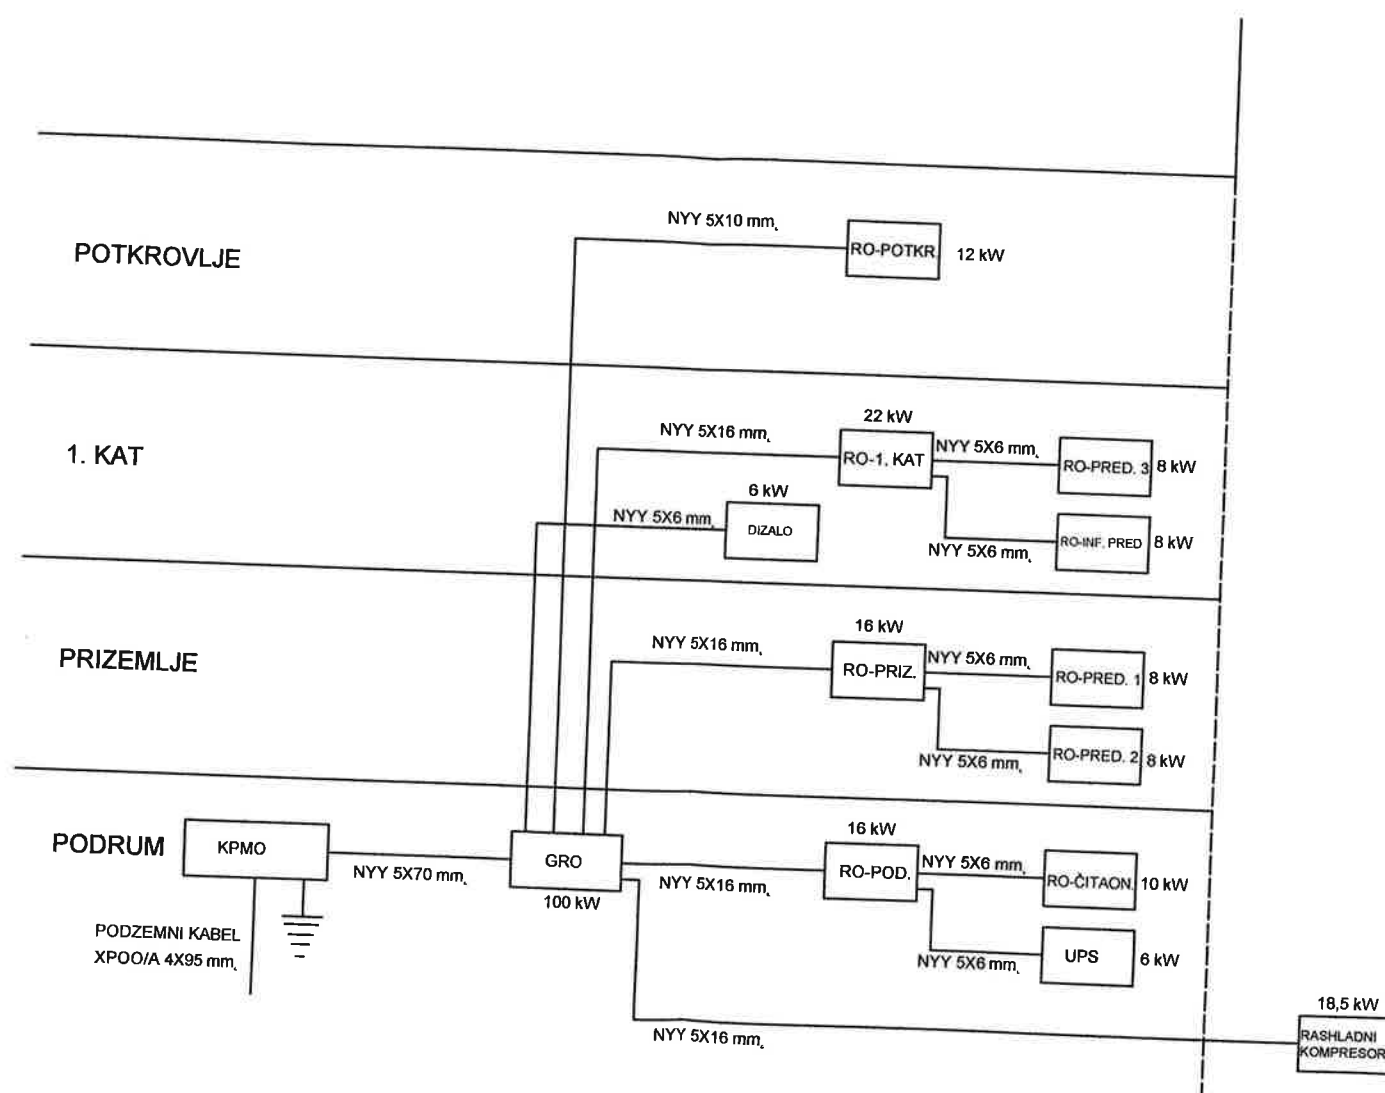 NYY 5X10 mm,
RO-POTKR.
12 kW
POTKROVLJE
22 kW
NYY 5X16 mm,
RO-1. KAT
NYY 5X6 mm,
RO-PRED. 3
8 kW
1. KAT
6 kW
NYY 5X6 mm,
DIZALO
NYY 5X6 mm,
RO-INF. PRED
8 kW
16 kW
NYY 5X16 mm,
RO-PRIZ.
NYY 5X6 mm,
RO-PRED. 1
8 kW
PRIZEMLJE
NYY 5X6 mm,
RO-PRED. 2
8 kW
16 kW
PODRUM
KPMO
NYY 5X70 mm,
GRO
100 kW
NYY 5X16 mm,
RO-POD.
NYY 5X6 mm,
RO-ČITAON.
10 kW
PODZEMNI KABEL
XPOO/A 4X95 mm,
NYY 5X6 mm,
UPS
6 kW
NYY 5X16 mm,
18,5 kW
RASHLADNI
KOMPRESOR